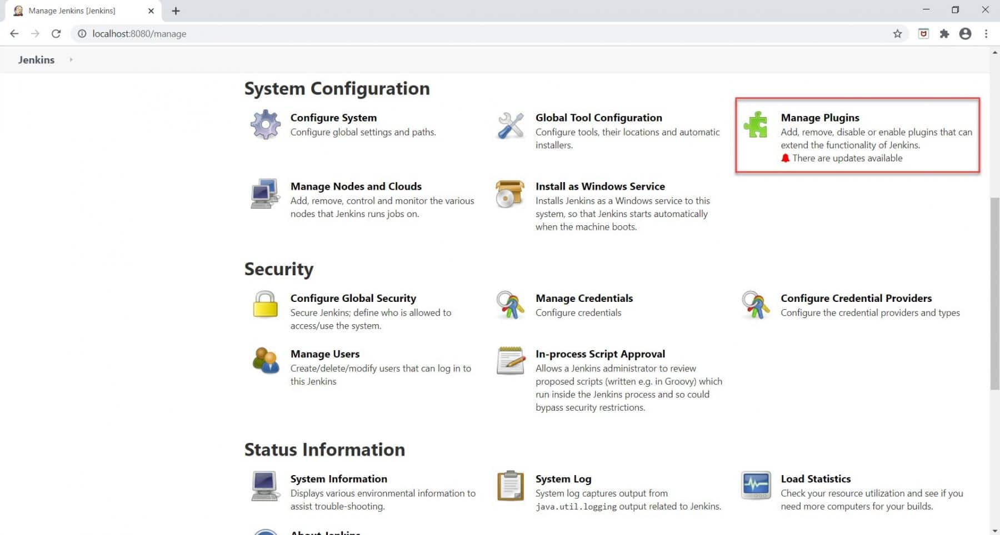 Manage Jenkins [Jenkins]
localhost:8080/manage
Jenkins
System Configuration
Configure System
Configure global settings and paths.
Global Tool Configuration
Configure tools, their locations and automatic
installers.
Manage Plugins
Add, remove, disable or enable plugins that can
extend the functionality of Jenkins.
There are updates available
Manage Nodes and Clouds
Add, remove, control and monitor the various
nodes that Jenkins runs jobs on.
Install as Windows Service
Installs Jenkins as a Windows service to this
system, so that Jenkins starts automatically
when the machine boots.
Security
Configure Global Security
Secure Jenkins; define who is allowed to
access/use the system.
Manage Credentials
Configure credentials
Configure Credential Providers
Configure the credential providers and types
Manage Users
Create/delete/modify users that can log in to
this Jenkins
In-process Script Approval
Allows a Jenkins administrator to review
proposed scripts (written e.g. in Groovy) which
run inside the Jenkins process and so could
bypass security restrictions.
Status Information
System Information
Displays various environmental information to
assist trouble-shooting.
System Log
System log captures output from
java.util.logging output related to Jenkins.
Load Statistics
Check your resource utilization and see if you
need more computers for your builds.
About Jenkins